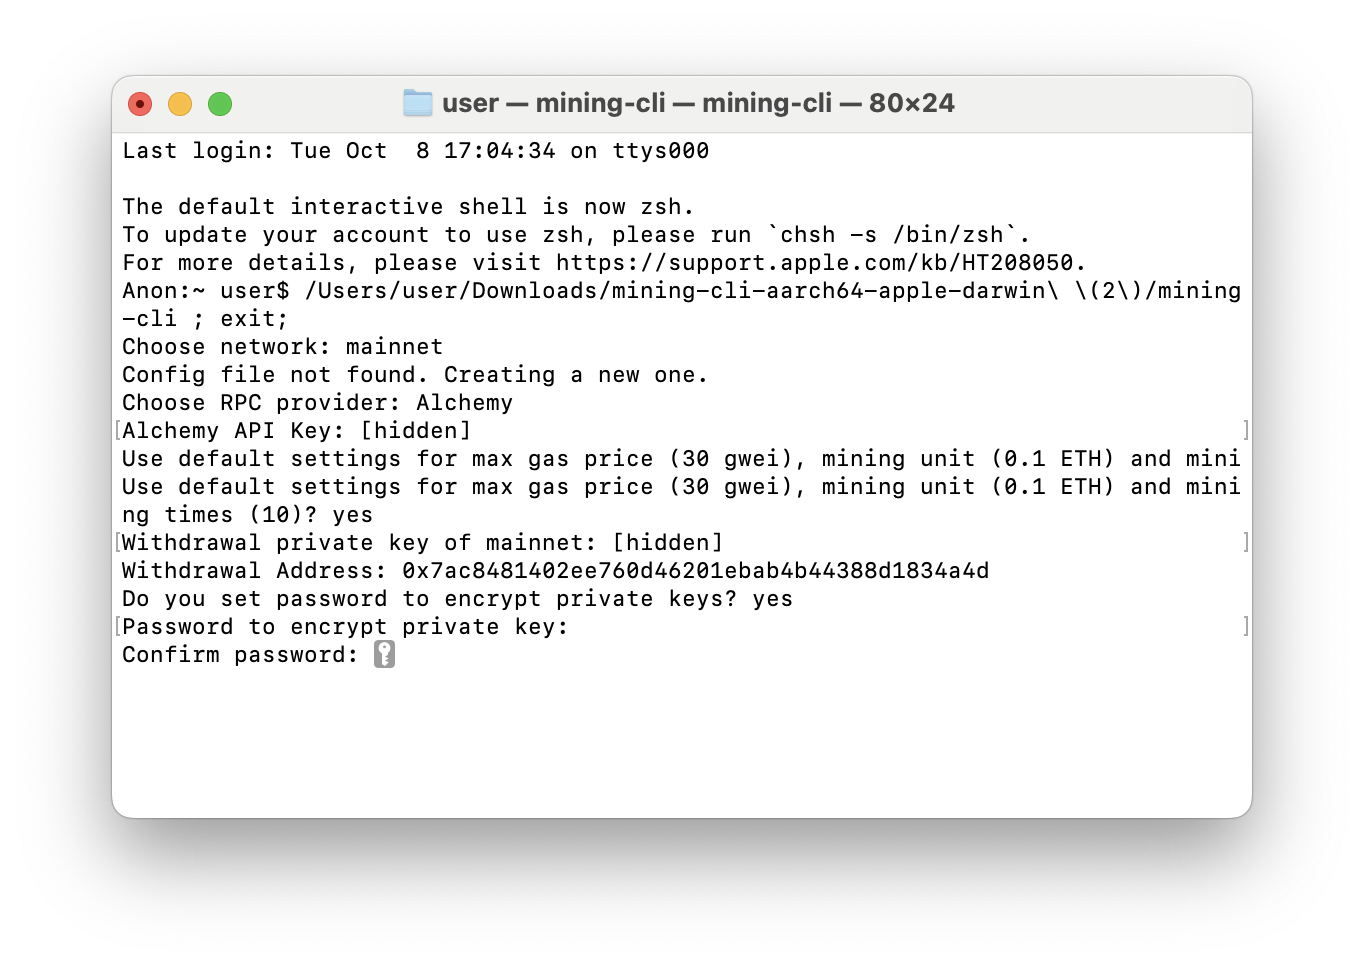 user — mining-cli — mining-cli — 80×24
Last login: Tue Oct  8 17:04:34 on ttys000
The default interactive shell is now zsh.
To update your account to use zsh, please run `chsh -s /bin/zsh`.
For more details, please visit https://support.apple.com/kb/HT208050.
Anon:~ user$ /Users/user/Downloads/mining-cli-aarch64-apple-darwin\ \(2\)/mining
-cli ; exit;
Choose network: mainnet
Config file not found. Creating a new one.
Choose RPC provider: Alchemy
[Alchemy API Key: [hidden] ]
Use default settings for max gas price (30 gwei), mining unit (0.1 ETH) and mini
Use default settings for max gas price (30 gwei), mining unit (0.1 ETH) and mini
ng times (10)? yes
[Withdrawal private key of mainnet: [hidden] ]
Withdrawal Address: 0x7ac8481402ee760d46201ebab4b44388d1834a4d
Do you set password to encrypt private keys? yes
[Password to encrypt private key: ]
Confirm password: